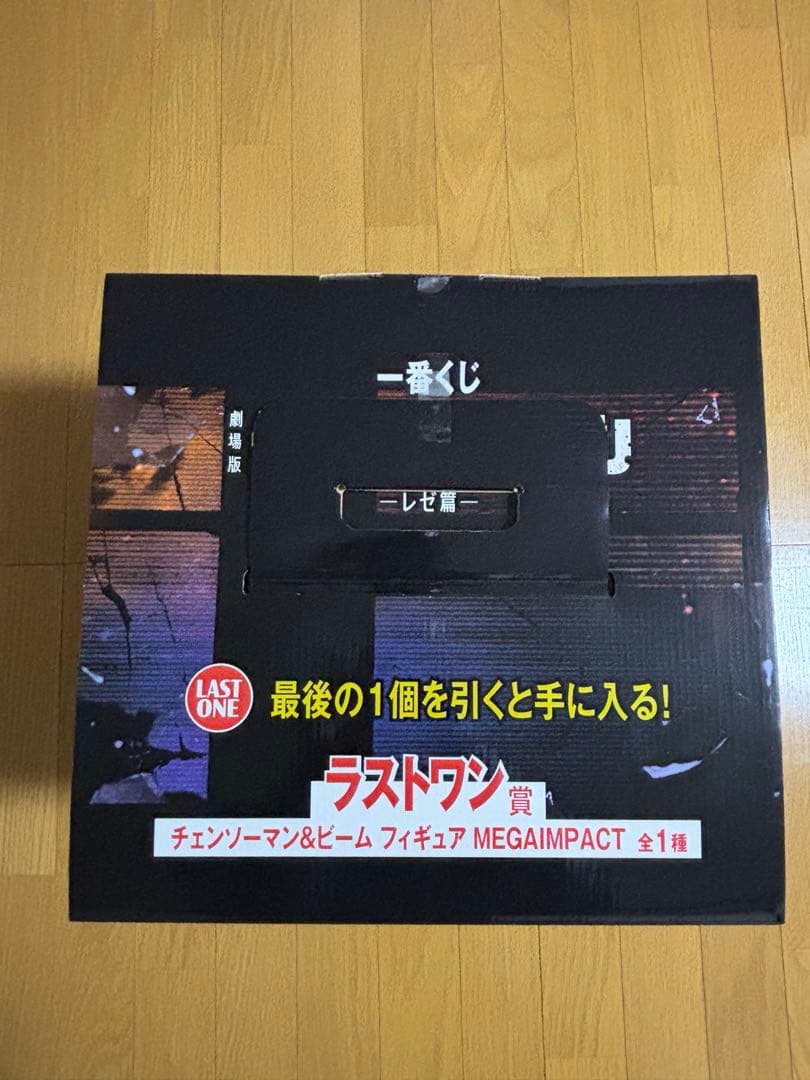 一番くじ
劇場版
—レゼ篇—
LAST
ONE
最後の1個を引くと手に入る!
ラストワン賞
チェンソーマン&ビーム フィギュア MEGAIMPACT 全1種